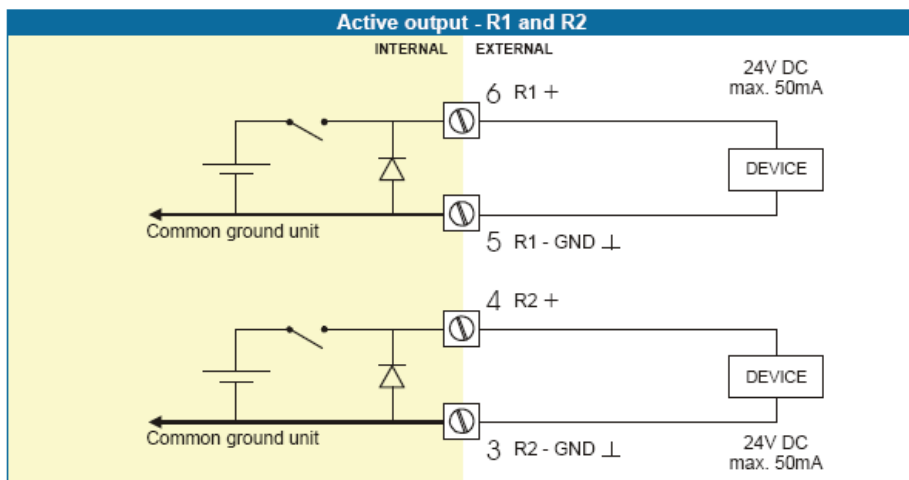 Active output - R1 and R2
INTERNAL
EXTERNAL
24V DC
max. 50mA
6 R1 +
DEVICE
Common ground unit
5 R1 - GND ⊥
4 R2 +
DEVICE
Common ground unit
3 R2 - GND ⊥
24V DC
max. 50mA